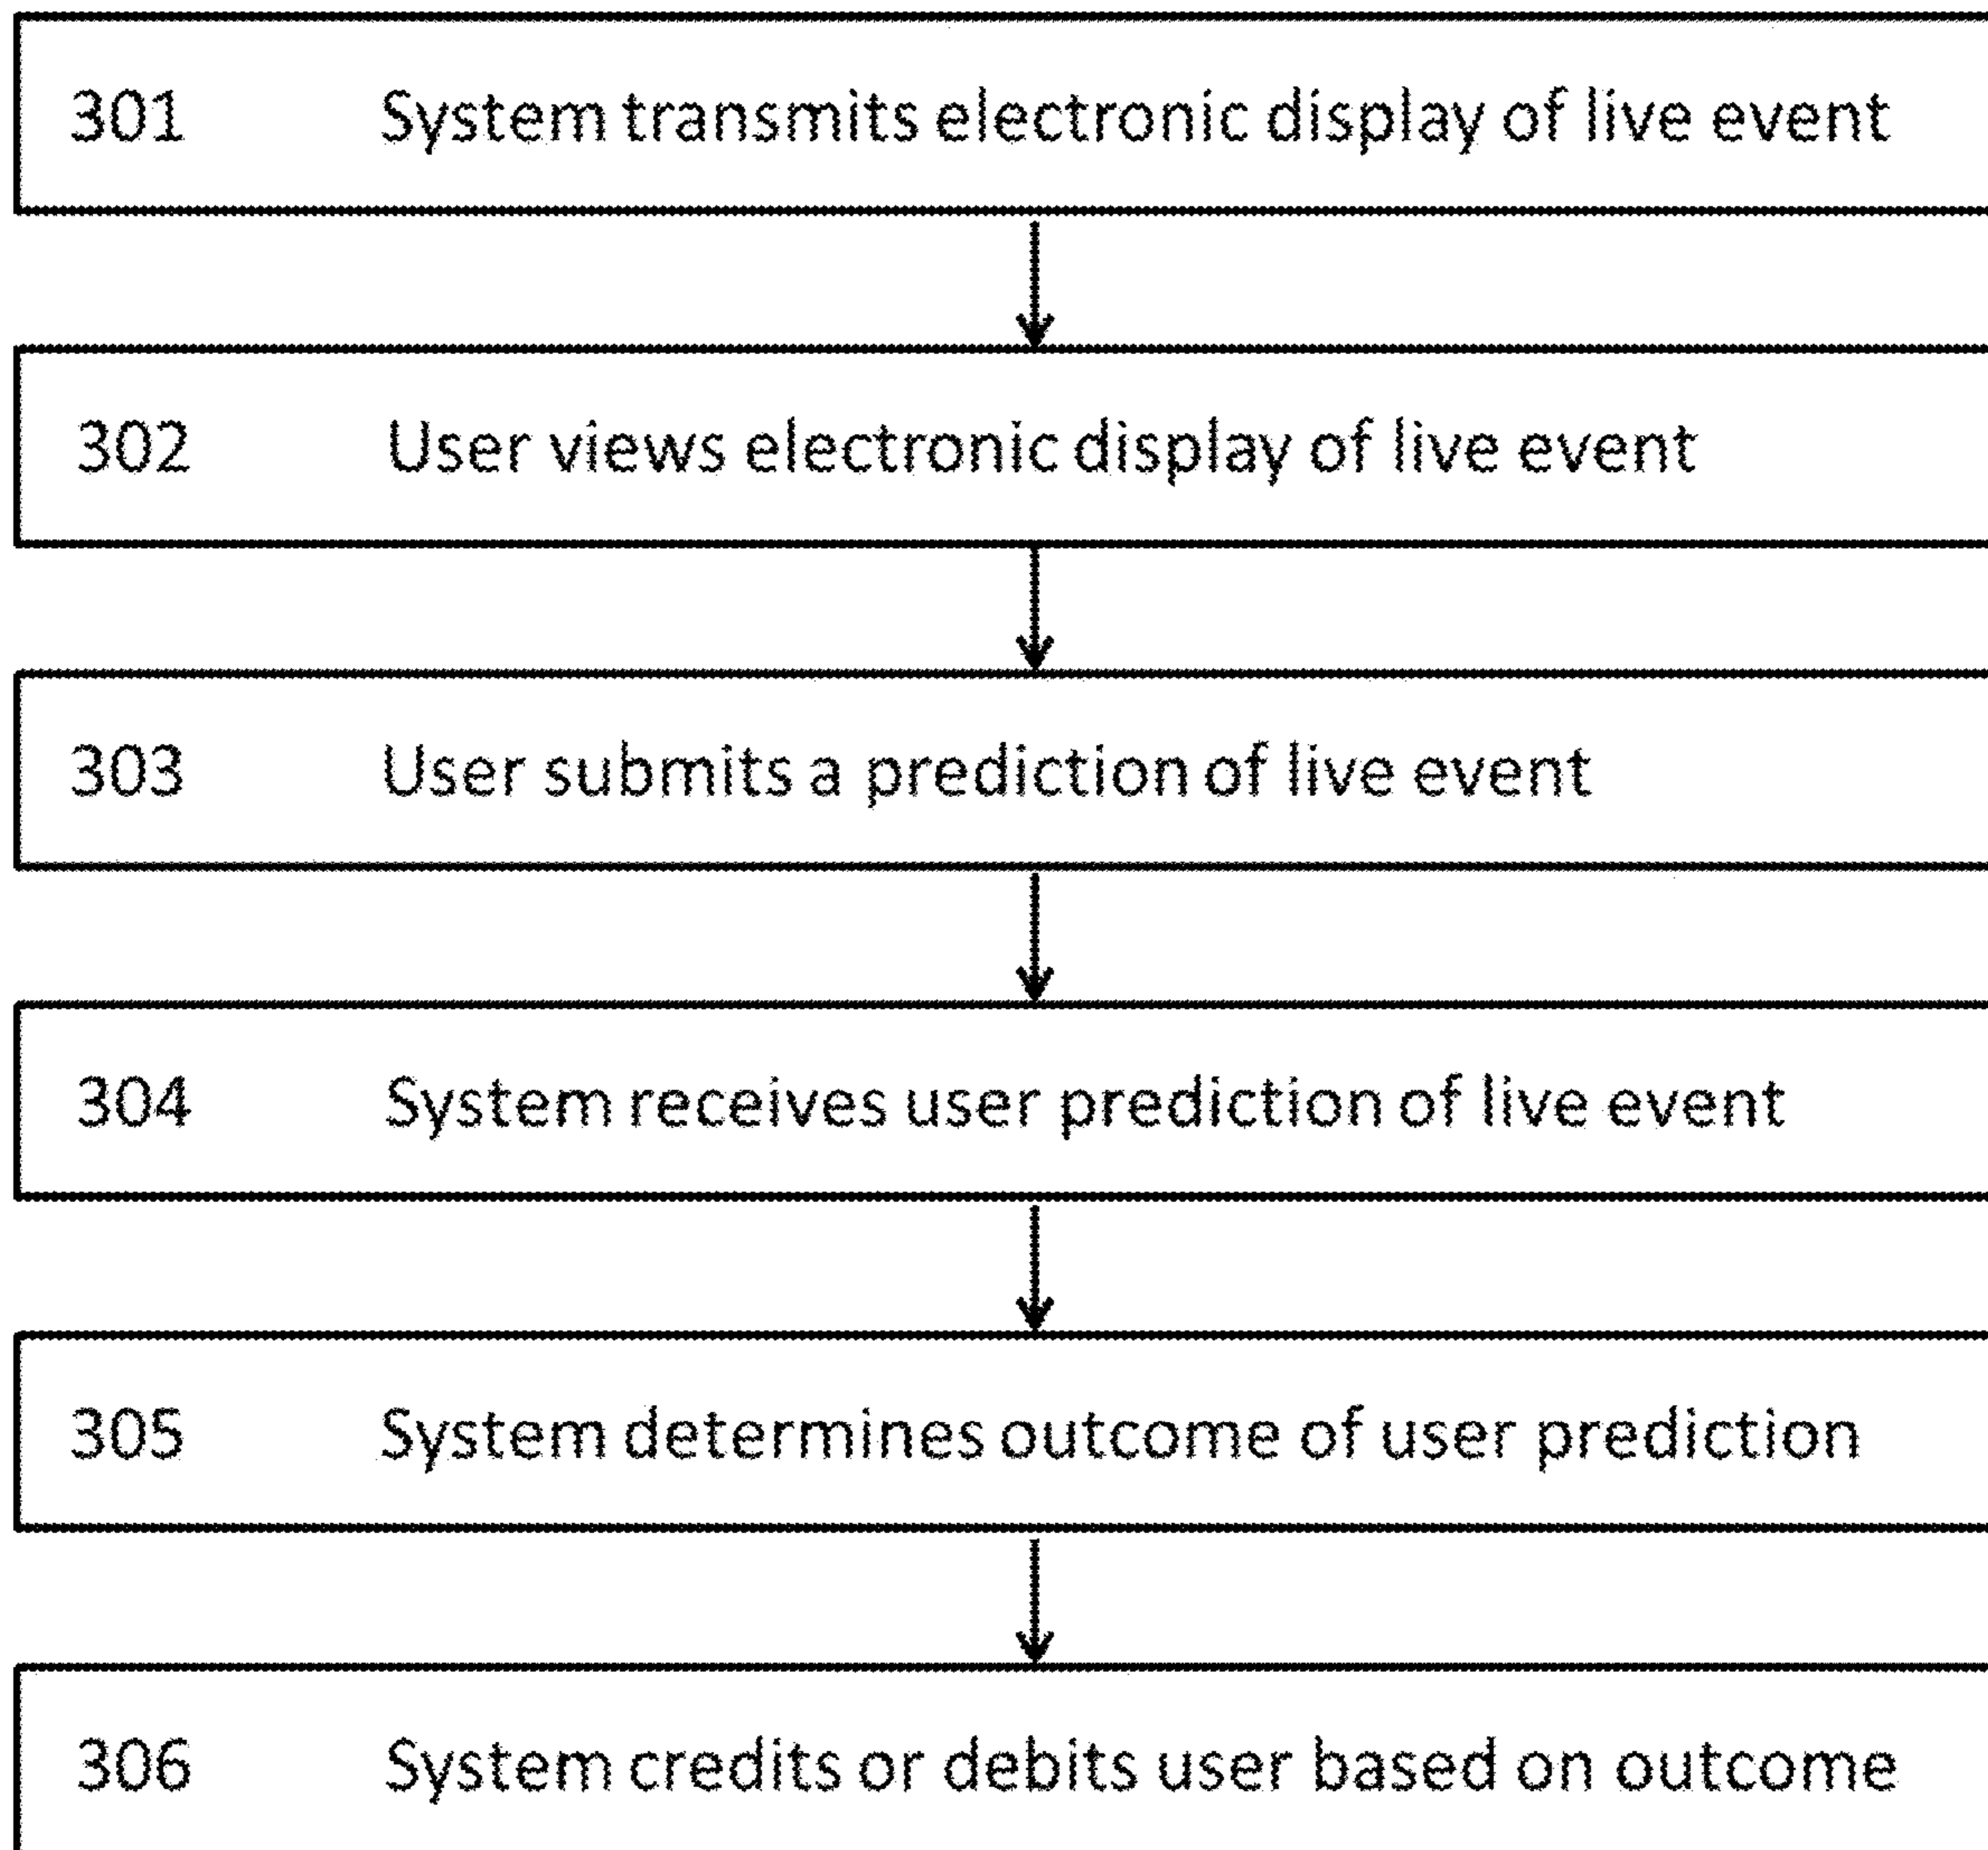 301 System transmits electronic display of live event
302 User views electronic display of live event
303 User submits a prediction of live event
304 System receives user prediction of live event
305 System determines outcome of user prediction
306 System credits or debits user based on outcome